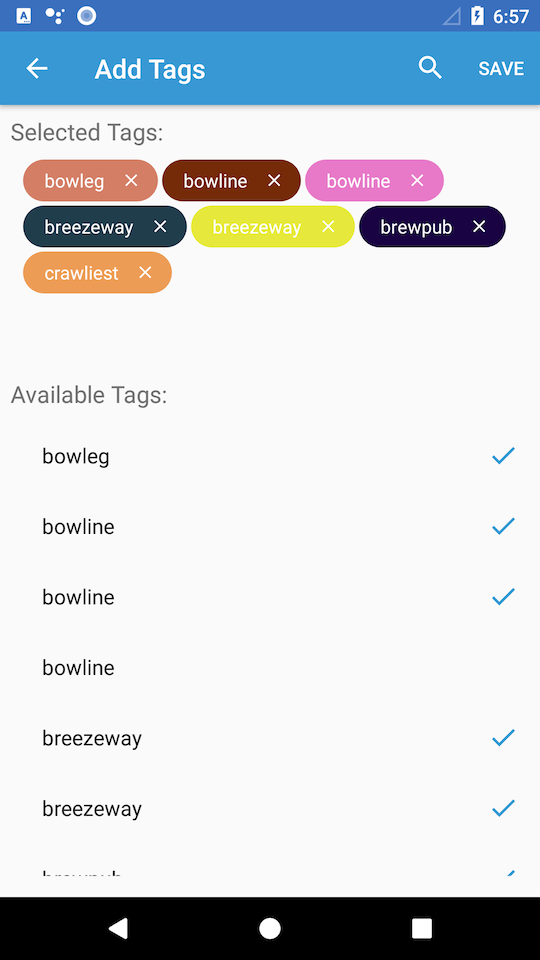 6:57
Add Tags SAVE
Selected Tags:
bowleg bowline bowline
breezeway breezeway brewpub
crawliest
Available Tags:
bowleg
bowline
bowline
bowline
breezeway
breezeway